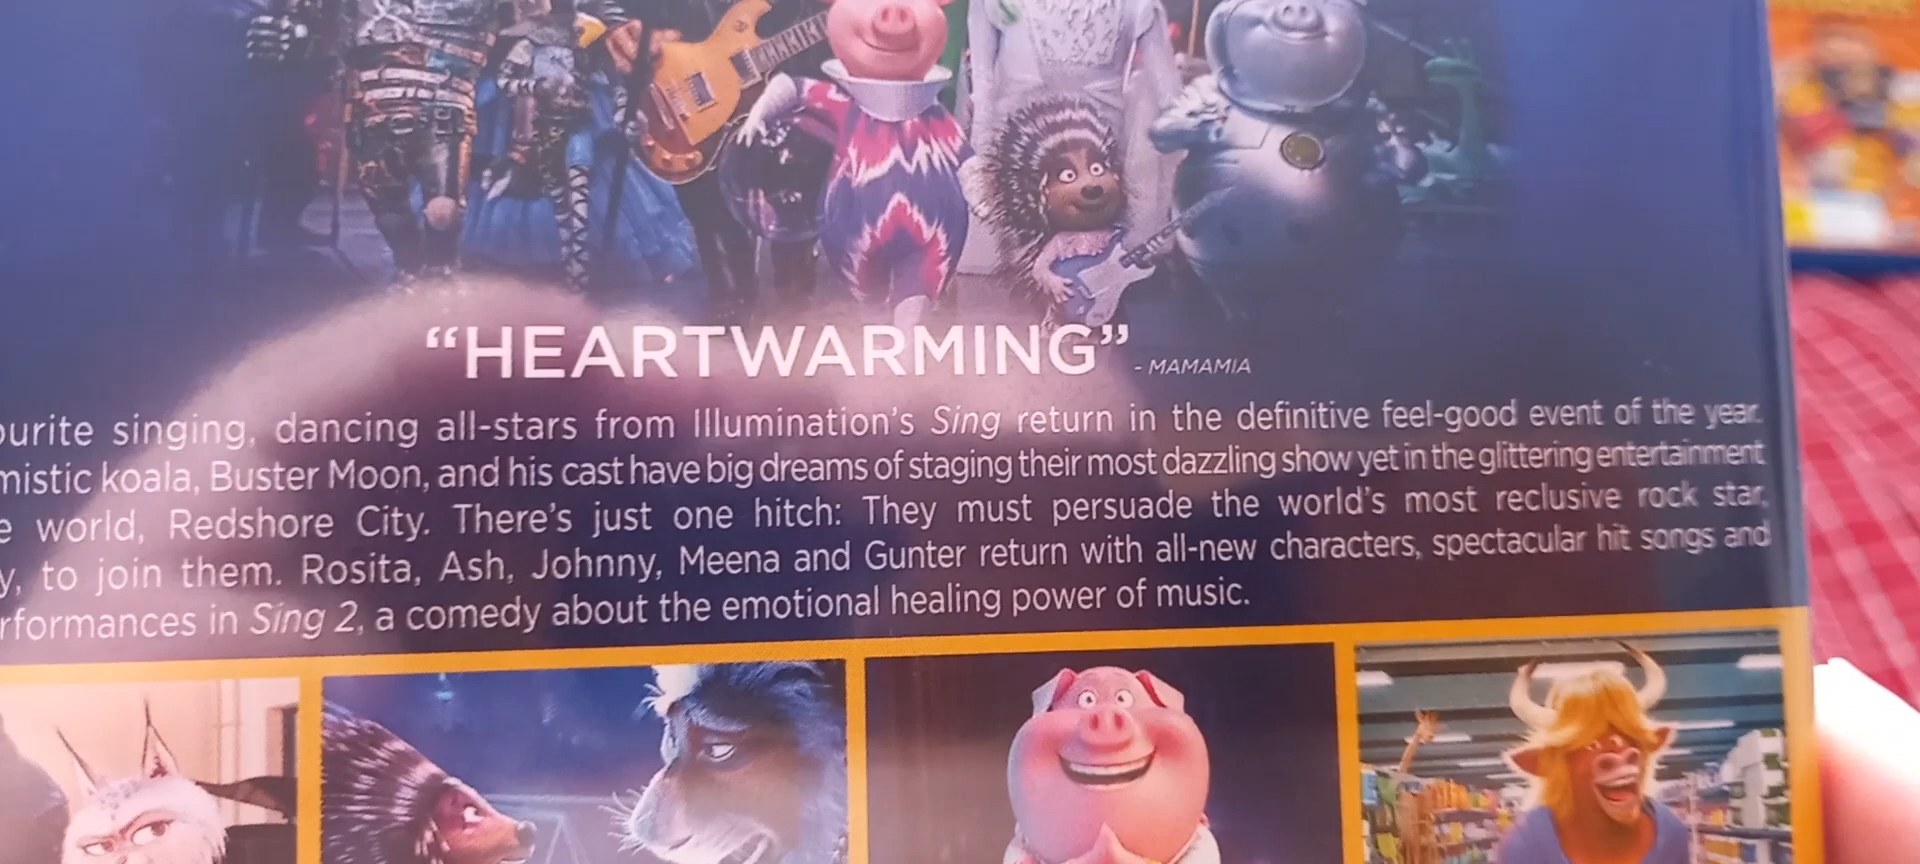 “HEARTWARMING”
- MAMAMIA
ourite singing, dancing all-stars from Illumination’s Sing return in the definitive feel-good event of the year.
mistic koala, Buster Moon, and his cast have big dreams of staging their most dazzling show yet in the glittering entertainment
e world, Redshore City. There’s just one hitch: They must persuade the world’s most reclusive rock star,
y, to join them. Rosita, Ash, Johnny, Meena and Gunter return with all-new characters, spectacular hit songs and
rformances in Sing 2, a comedy about the emotional healing power of music.